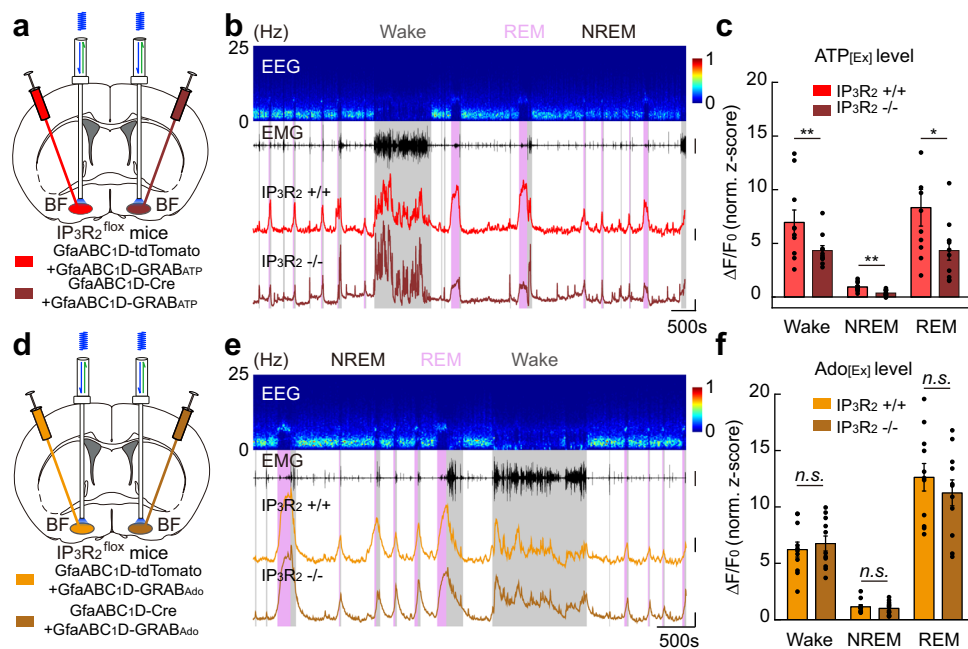 a
BF
BF
IP3R2 flox mice
GfaABC1D-tdTomato
+GfaABC1D-GRABATP
GfaABC1D-Cre
+GfaABC1D-GRABATP
b
(Hz)
Wake
REM
NREM
25
EEG
0
1
0
EMG
IP3R2 +/+
IP3R2 -/-
500s
c
ATP[Ex] level
IP3R2 +/+
IP3R2 -/-
ΔF/F0 (norm. z-score)
20
15
10
5
0
**
**
*
Wake
NREM
REM
d
BF
BF
IP3R2 flox mice
GfaABC1D-tdTomato
+GfaABC1D-GRABAdo
GfaABC1D-Cre
+GfaABC1D-GRABAdo
e
(Hz)
NREM
REM
Wake
25
EEG
0
1
0
EMG
IP3R2 +/+
IP3R2 -/-
500s
f
Ado[Ex] level
IP3R2 +/+
IP3R2 -/-
ΔF/F0 (norm. z-score)
20
15
10
5
0
n.s.
n.s.
n.s.
Wake
NREM
REM